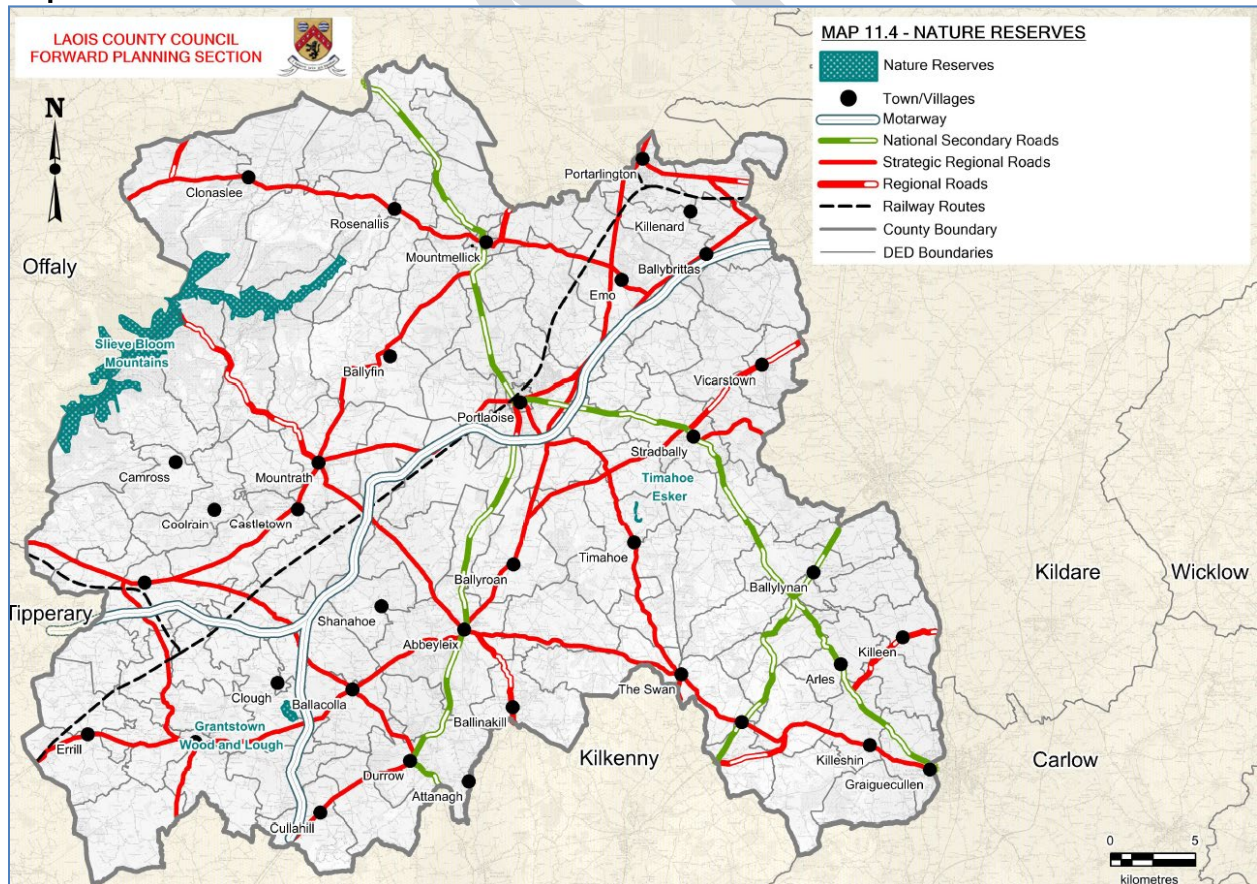 LAOIS COUNTY COUNCIL
FORWARD PLANNING SECTION
MAP 11.4 - NATURE RESERVES
Nature Reserves
Town/Villages
Motarway
National Secondary Roads
Strategic Regional Roads
Regional Roads
Railway Routes
County Boundary
DED Boundaries
N
Portarlington
Clonaslee
Rosenallis
Killenard
Mountmellick
Ballybrittas
Offaly
Emo
Slieve Bloom
Mountains
Ballyfin
Vicarstown
Portlaoise
Stradbally
Camross
Mountrath
Timahoe
Esker
Coolrain
Castletown
Timahoe
Ballyroan
Ballylynan
Kildare
Wicklow
Tipperary
Shanahoe
Abbeyleix
Killeen
Clough
Ballacolla
The Swan
Arles
Ballinakill
Grantstown
Wood and Lough
Errill
Durrow
Kilkenny
Killeshin
Carlow
Attanagh
Graiguecullen
Cullahill
0 5
kilometres